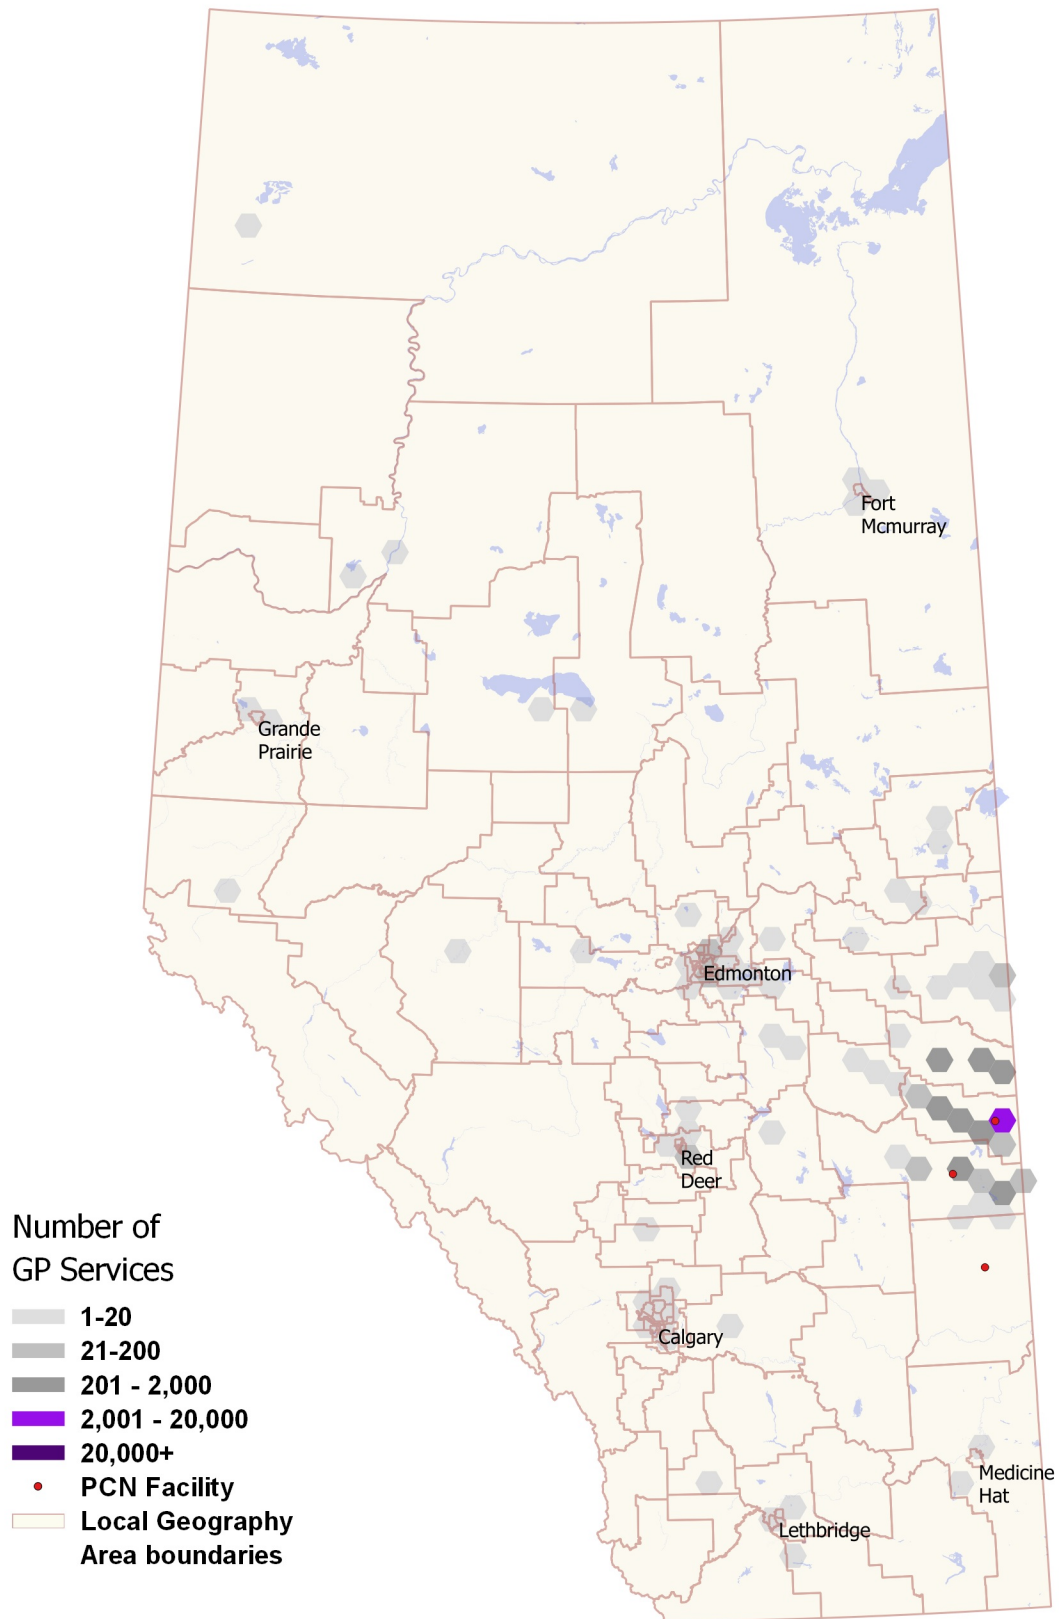 Fort
Mcmurray
Grande
Prairie
Edmonton
Red
Deer
Number of
GP Services
1-20
21-200
201 - 2,000
2,001 - 20,000
20,000+
PCN Facility
Local Geography
Area boundaries
Calgary
Medicine
Hat
Lethbridge